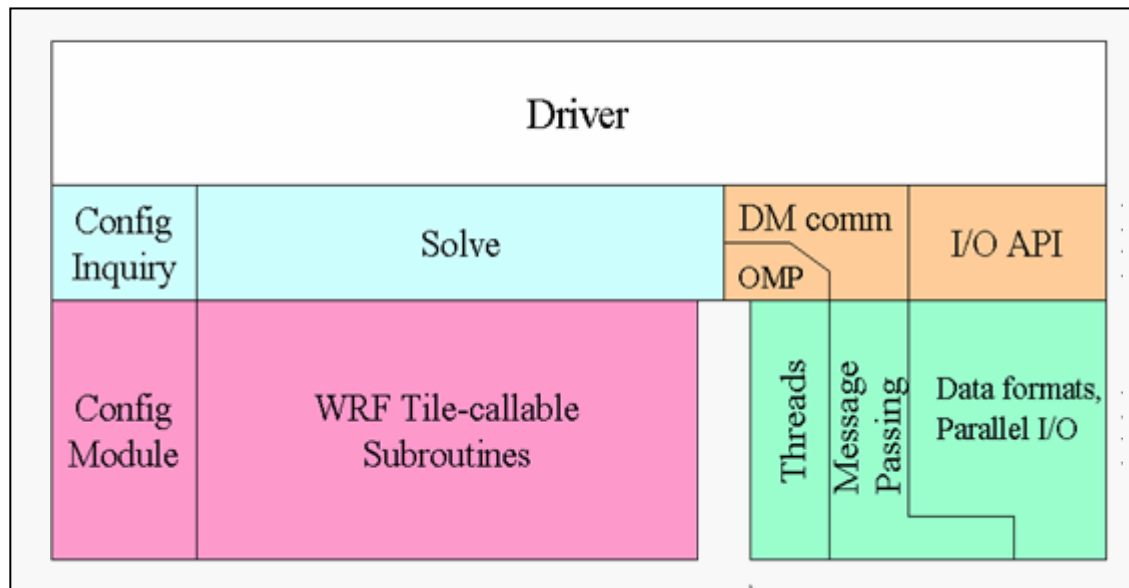 Driver
Config
Inquiry
Solve
DM comm
OMP
I/O API
Config
Module
WRF Tile-callable
Subroutines
Threads
Message
Passing
Data formats,
Parallel I/O